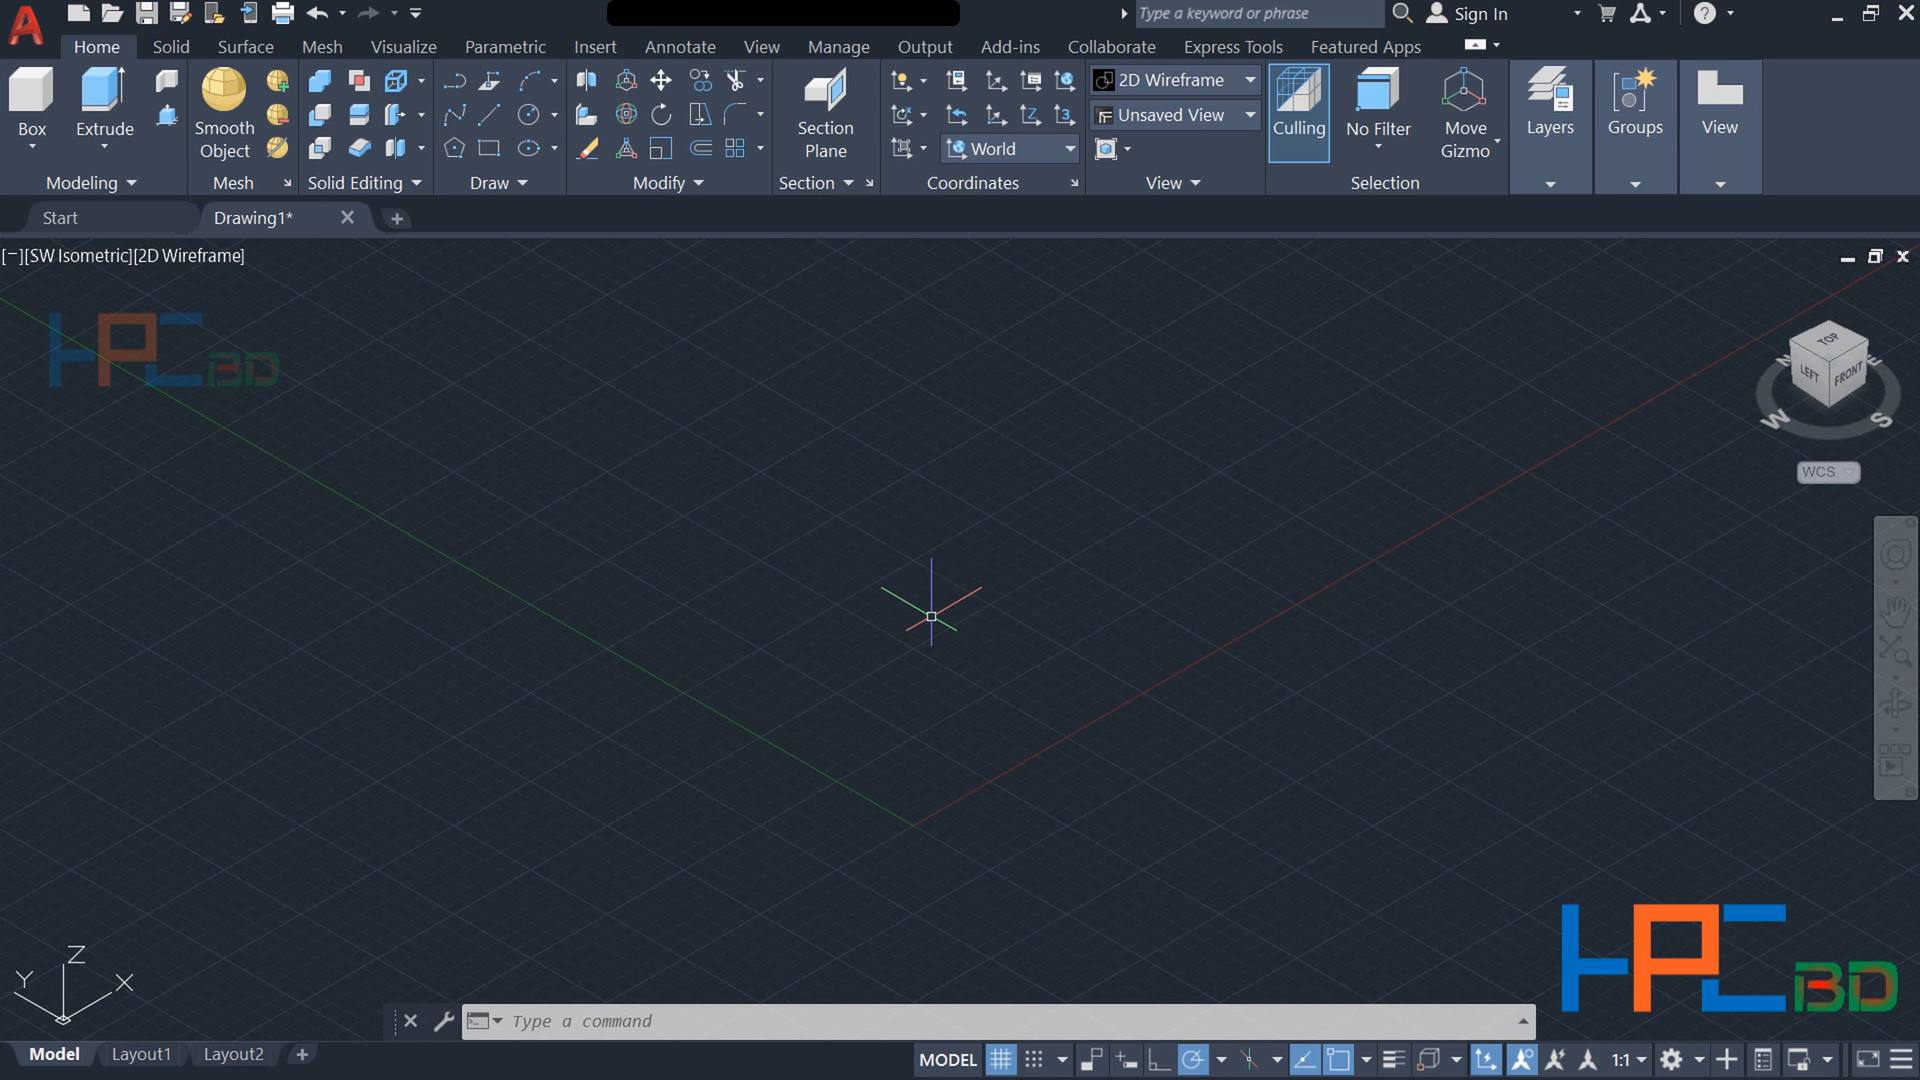 Type a keyword or phrase
Sign In
Home Solid Surface Mesh Visualize Parametric Insert Annotate View Manage Output Add-ins Collaborate Express Tools Featured Apps
Box
Extrude
Smooth
Object
Section
Plane
World
2D Wireframe
Unsaved View
Culling
No Filter
Move
Gizmo
Layers
Groups
View
Modeling Mesh Solid Editing Draw Modify Section Coordinates View Selection
Start Drawing1*
[−][SW Isometric][2D Wireframe]
HPC BD
TOP
LEFT
FRONT
N
E
W
S
WCS
Z
Y
X
HPC BD
Type a command
Model Layout1 Layout2
MODEL
1:1